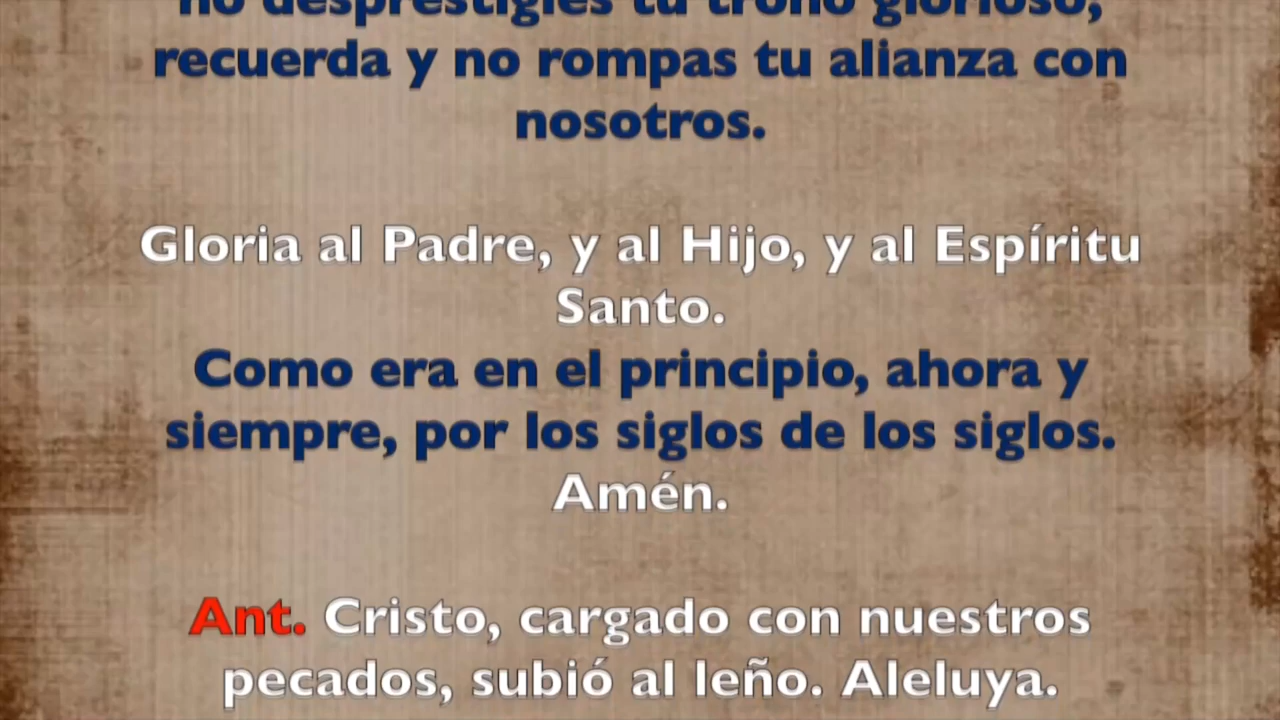 no desprestigies tu trono glorioso,
recuerda y no rompas tu alianza con
nosotros.
Gloria al Padre, y al Hijo, y al Espíritu
Santo.
Como era en el principio, ahora y
siempre, por los siglos de los siglos.
Amén.
Ant. Cristo, cargado con nuestros
pecados, subió al leño. Aleluya.